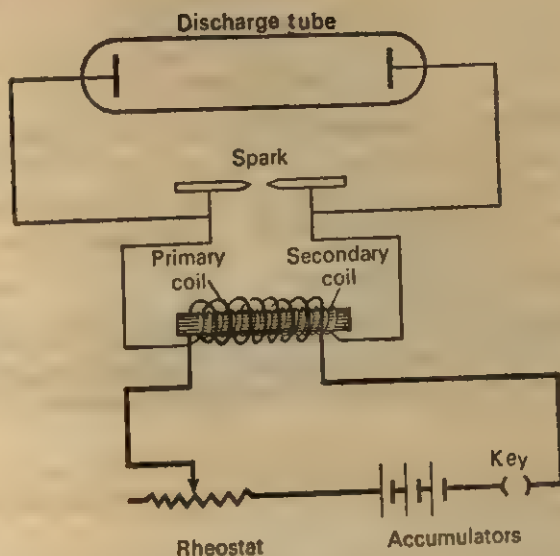 Discharge tube
Spark
Primary
coil
Secondary
coil
Key
Rheostat
Accumulators